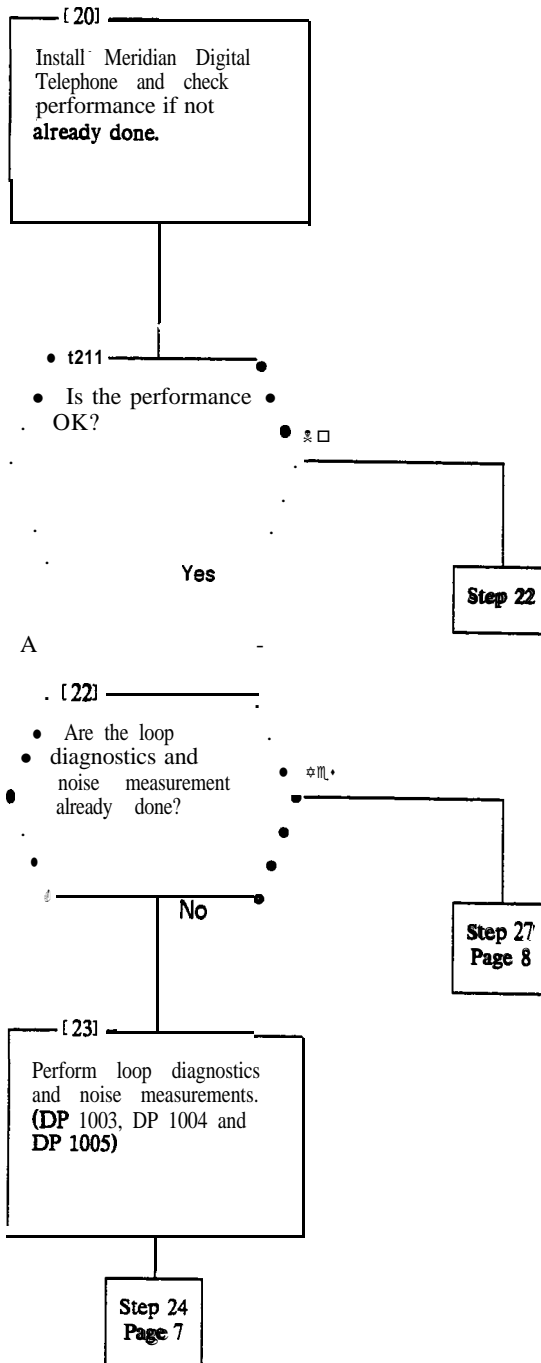 [20]
Install Meridian Digital
Telephone and check
performance if not
already done.
t211
Is the performance
OK?
Yes
Step 22
A
[22]
Are the loop
diagnostics and
noise measurement
already done?
No
Step 27
Page 8
[23]
Perform loop diagnostics
and noise measurements.
(DP 1003, DP 1004 and
DP 1005)
Step 24
Page 7